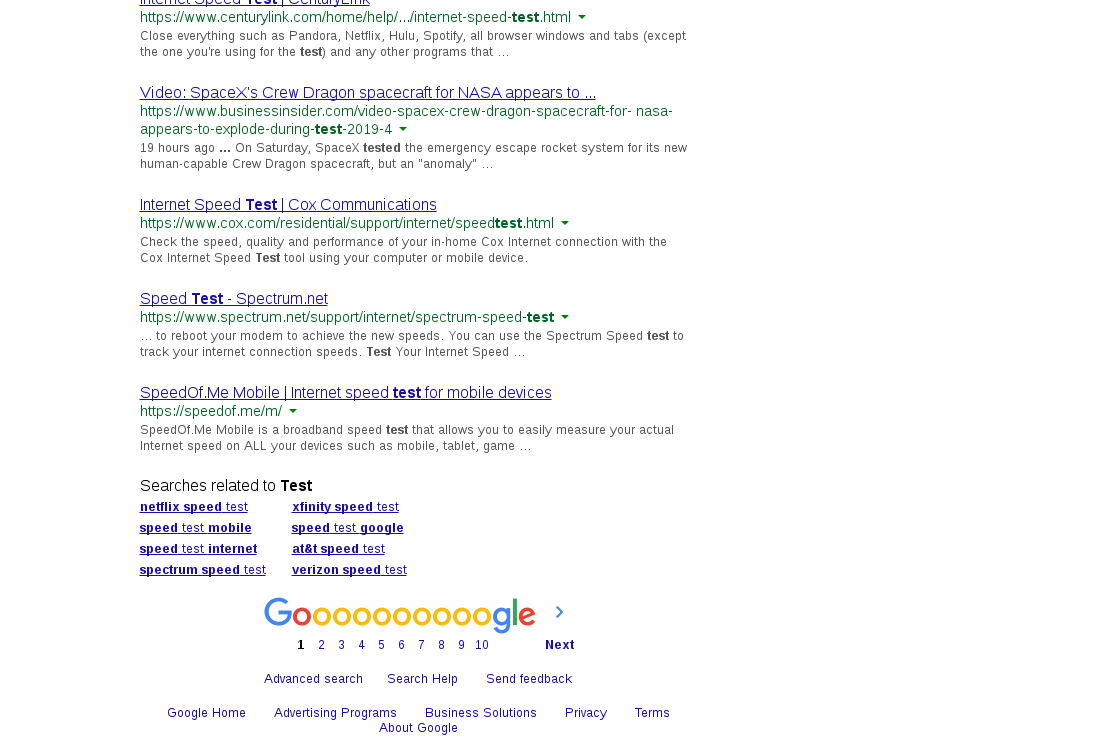 Internet Speed Test | CenturyLink
https://www.centurylink.com/home/help/.../internet-speed-test.html
Close everything such as Pandora, Netflix, Hulu, Spotify, all browser windows and tabs (except
the one you're using for the test) and any other programs that ...
Video: SpaceX's Crew Dragon spacecraft for NASA appears to ...
https://www.businessinsider.com/video-spacex-crew-dragon-spacecraft-for- nasa-
appears-to-explode-during-test-2019-4
19 hours ago ... On Saturday, SpaceX tested the emergency escape rocket system for its new
human-capable Crew Dragon spacecraft, but an "anomaly" ...
Internet Speed Test | Cox Communications
https://www.cox.com/residential/support/internet/speedtest.html
Check the speed, quality and performance of your in-home Cox Internet connection with the
Cox Internet Speed Test tool using your computer or mobile device.
Speed Test - Spectrum.net
https://www.spectrum.net/support/internet/spectrum-speed-test
... to reboot your modem to achieve the new speeds. You can use the Spectrum Speed test to
track your internet connection speeds. Test Your Internet Speed ...
SpeedOf.Me Mobile | Internet speed test for mobile devices
https://speedof.me/m/
SpeedOf.Me Mobile is a broadband speed test that allows you to easily measure your actual
Internet speed on ALL your devices such as mobile, tablet, game ...
Searches related to Test
netflix speed test xfinity speed test
speed test mobile speed test google
speed test internet at&t speed test
spectrum speed test verizon speed test
Goooooooooogle
1 2 3 4 5 6 7 8 9 10 Next
Advanced search Search Help Send feedback
Google Home Advertising Programs Business Solutions Privacy Terms
About Google